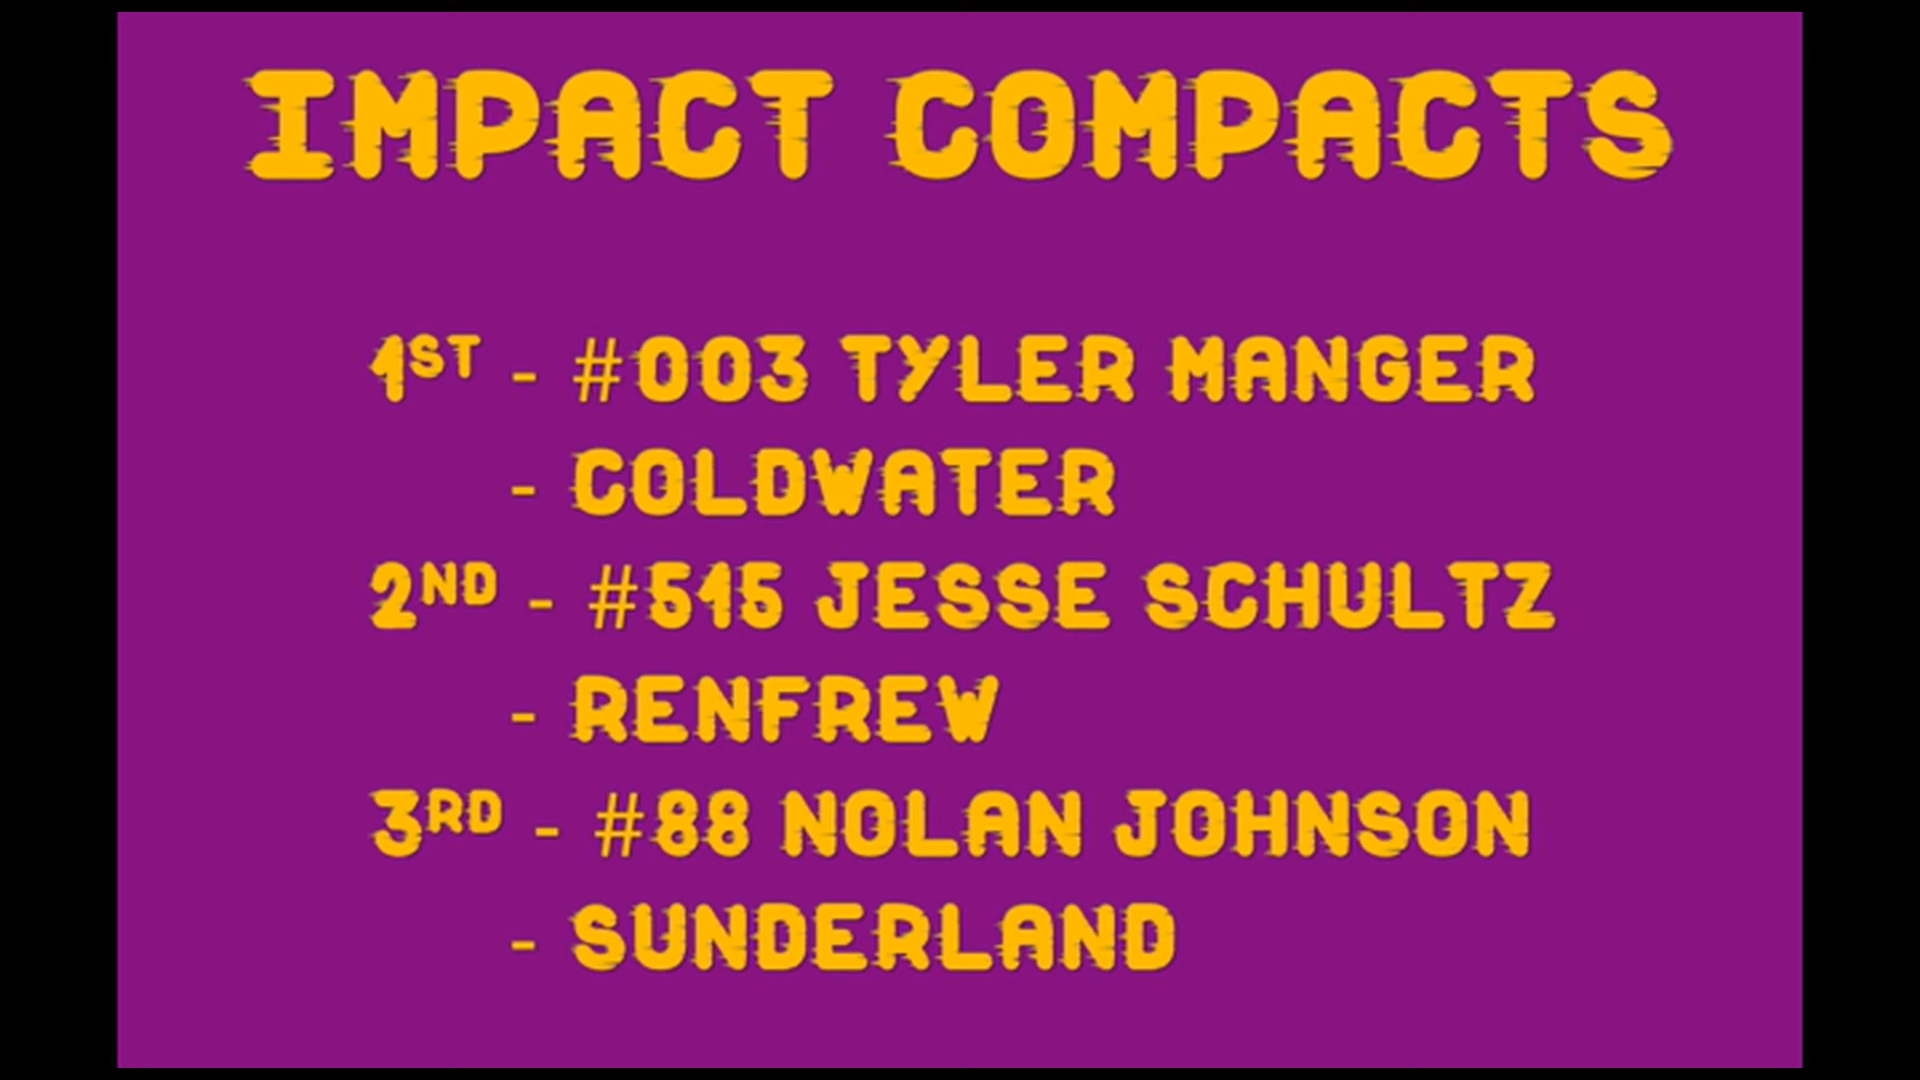 IMPACT COMPACTS
1ST - #003 TYLER MANGER
- COLDWATER
2ND - #515 JESSE SCHULTZ
- RENFREW
3RD - #88 NOLAN JOHNSON
- SUNDERLAND